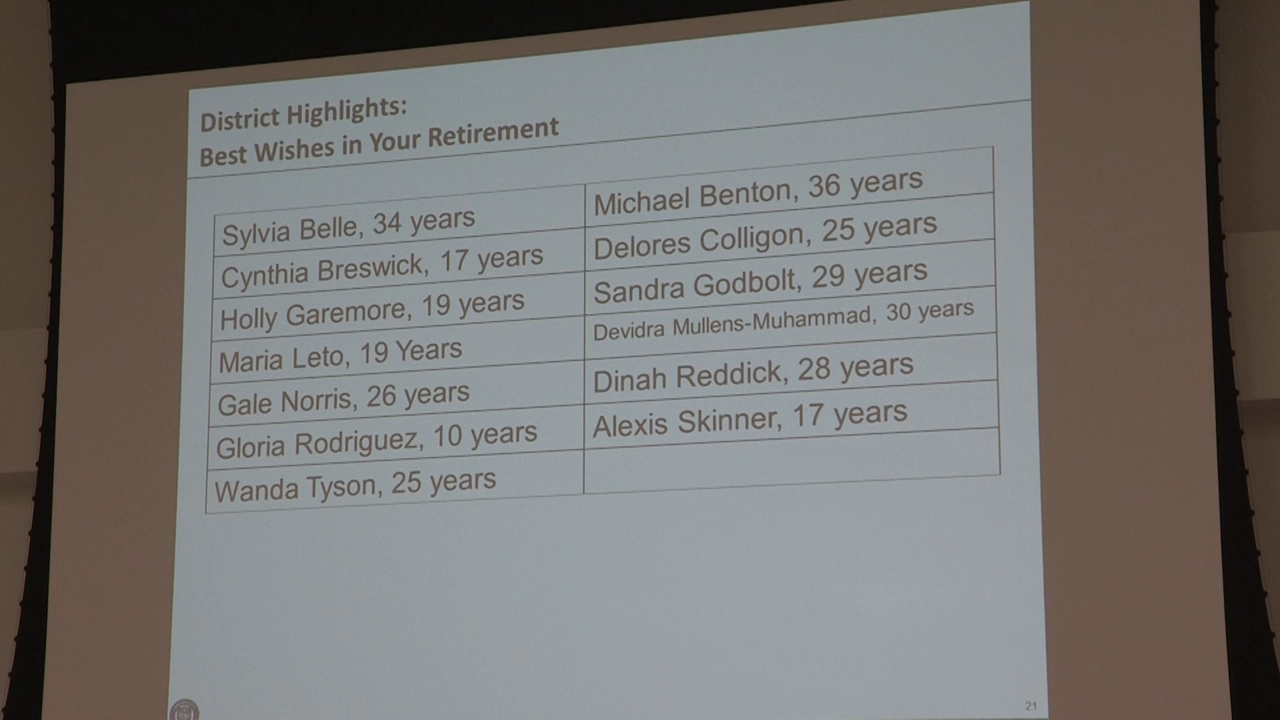 District Highlights:
Best Wishes in Your Retirement
Sylvia Belle, 34 years
Michael Benton, 36 years
Cynthia Breswick, 17 years
Delores Colligon, 25 years
Holly Garemore, 19 years
Sandra Godbolt, 29 years
Maria Leto, 19 Years
Devidra Mullens-Muhammad, 30 years
Gale Norris, 26 years
Dinah Reddick, 28 years
Gloria Rodriguez, 10 years
Alexis Skinner, 17 years
Wanda Tyson, 25 years
21